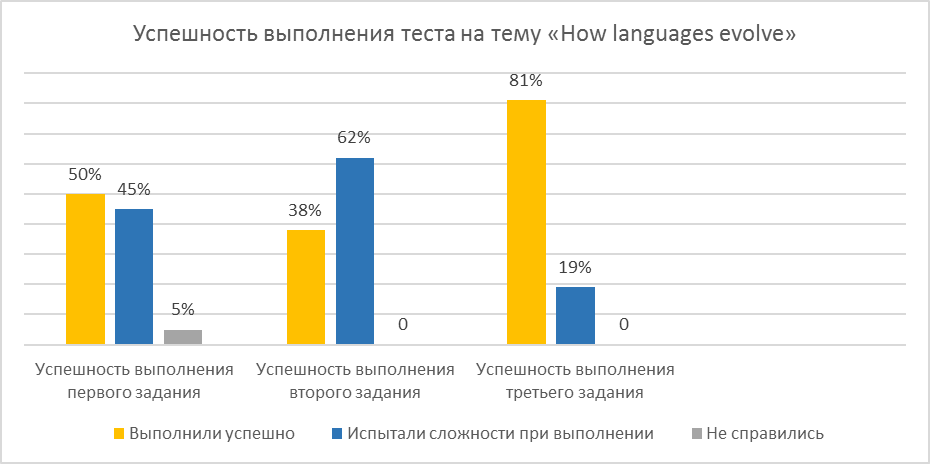 Успешность выполнения теста на тему «How languages evolve»
81%
62%
50%
45%
38%
19%
5%
0
0
Успешность выполнения первого задания
Успешность выполнения второго задания
Успешность выполнения третьего задания
Выполнили успешно
Испытали сложности при выполнении
Не справились